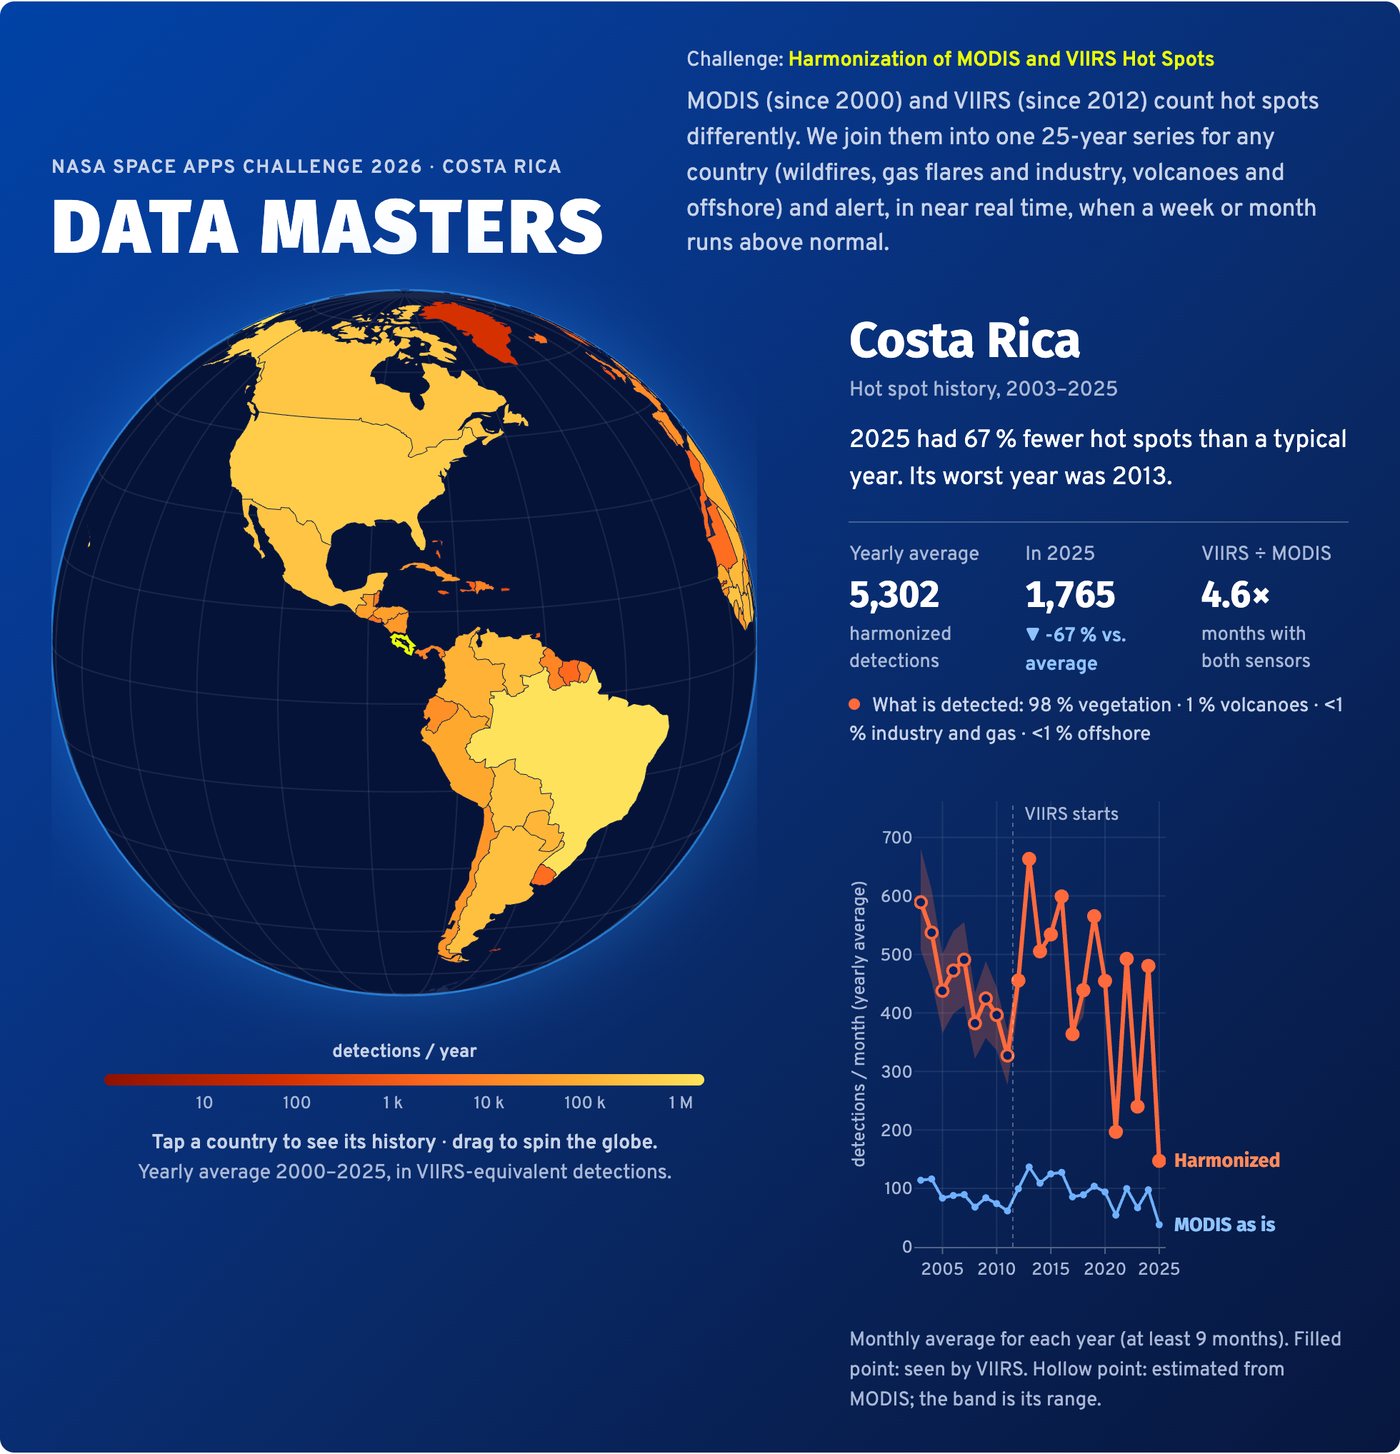 NASA SPACE APPS CHALLENGE 2026 · COSTA RICA
DATA MASTERS
Challenge: Harmonization of MODIS and VIIRS Hot Spots
MODIS (since 2000) and VIIRS (since 2012) count hot spots
differently. We join them into one 25-year series for any
country (wildfires, gas flares and industry, volcanoes and
offshore) and alert, in near real time, when a week or month
runs above normal.
detections / year
10 100 1 k 10 k 100 k 1 M
Tap a country to see its history · drag to spin the globe.
Yearly average 2000–2025, in VIIRS-equivalent detections.
Costa Rica
Hot spot history, 2003–2025
2025 had 67 % fewer hot spots than a typical
year. Its worst year was 2013.
Yearly average
5,302
harmonized
detections
In 2025
1,765
▼ -67 % vs.
average
VIIRS ÷ MODIS
4.6×
months with
both sensors
What is detected: 98 % vegetation · 1 % volcanoes · <1
% industry and gas · <1 % offshore
VIIRS starts
detections / month (yearly average)
700
600
500
400
300
200
100
0
Harmonized
MODIS as is
2005 2010 2015 2020 2025
Monthly average for each year (at least 9 months). Filled
point: seen by VIIRS. Hollow point: estimated from
MODIS; the band is its range.